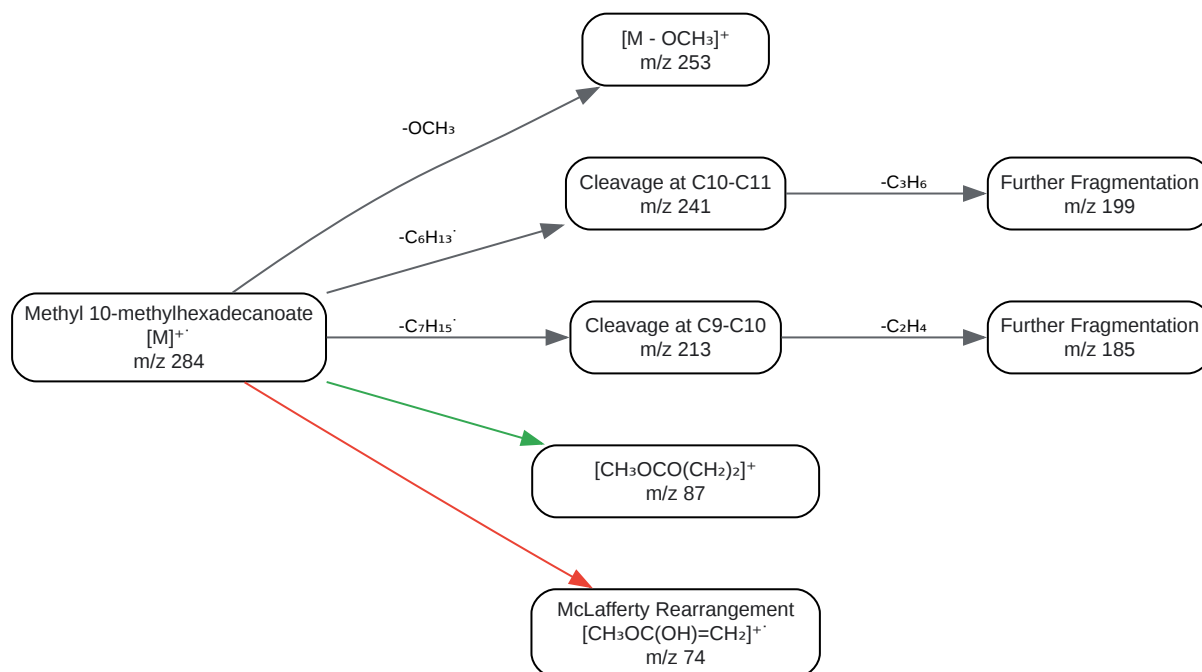 [M - OCH₃]⁺
m/z 253
-OCH₃
Cleavage at C10-C11
m/z 241
-C₃H₆
Further Fragmentation
m/z 199
-C₆H₁₃˙
Methyl 10-methylhexadecanoate
[M]⁺˙
m/z 284
-C₇H₁₅˙
Cleavage at C9-C10
m/z 213
-C₂H₄
Further Fragmentation
m/z 185
[CH₃OCO(CH₂)₂]⁺
m/z 87
McLafferty Rearrangement
[CH₃OC(OH)=CH₂]⁺˙
m/z 74